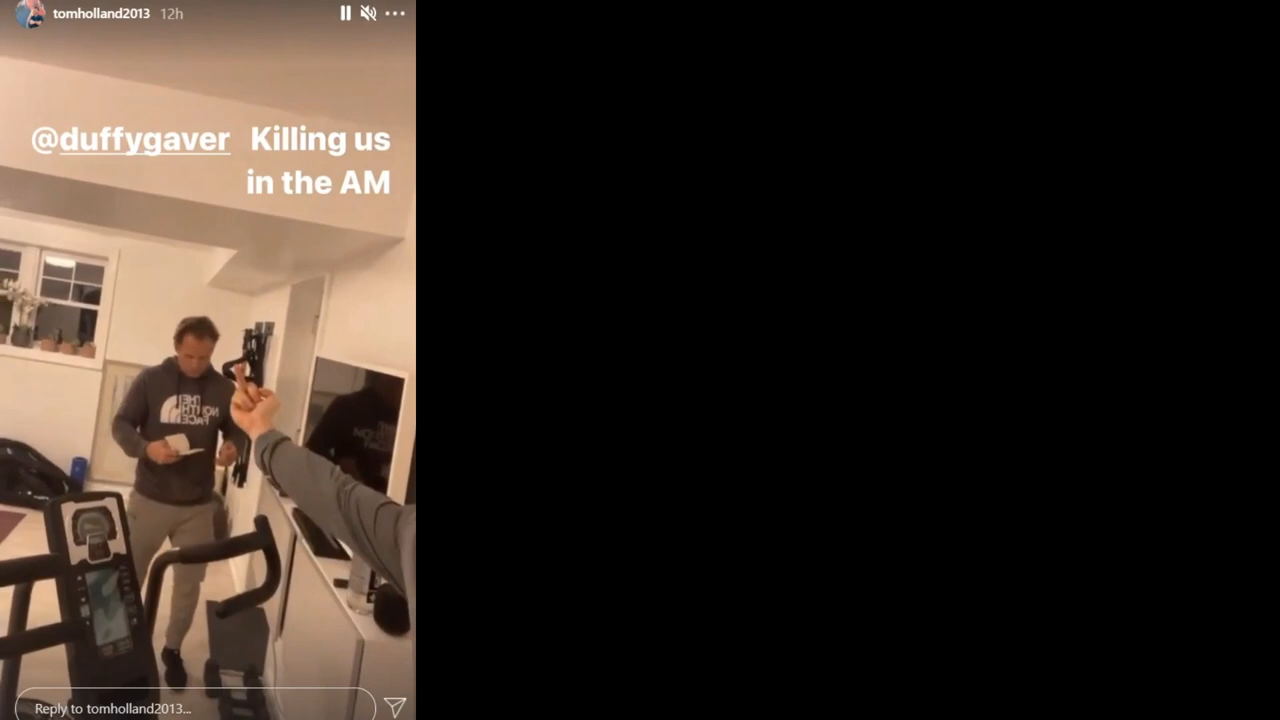 tomholland2013 12h
@duffygaver Killing us
in the AM
THE
NORTH
FACE
Reply to tomholland2013...